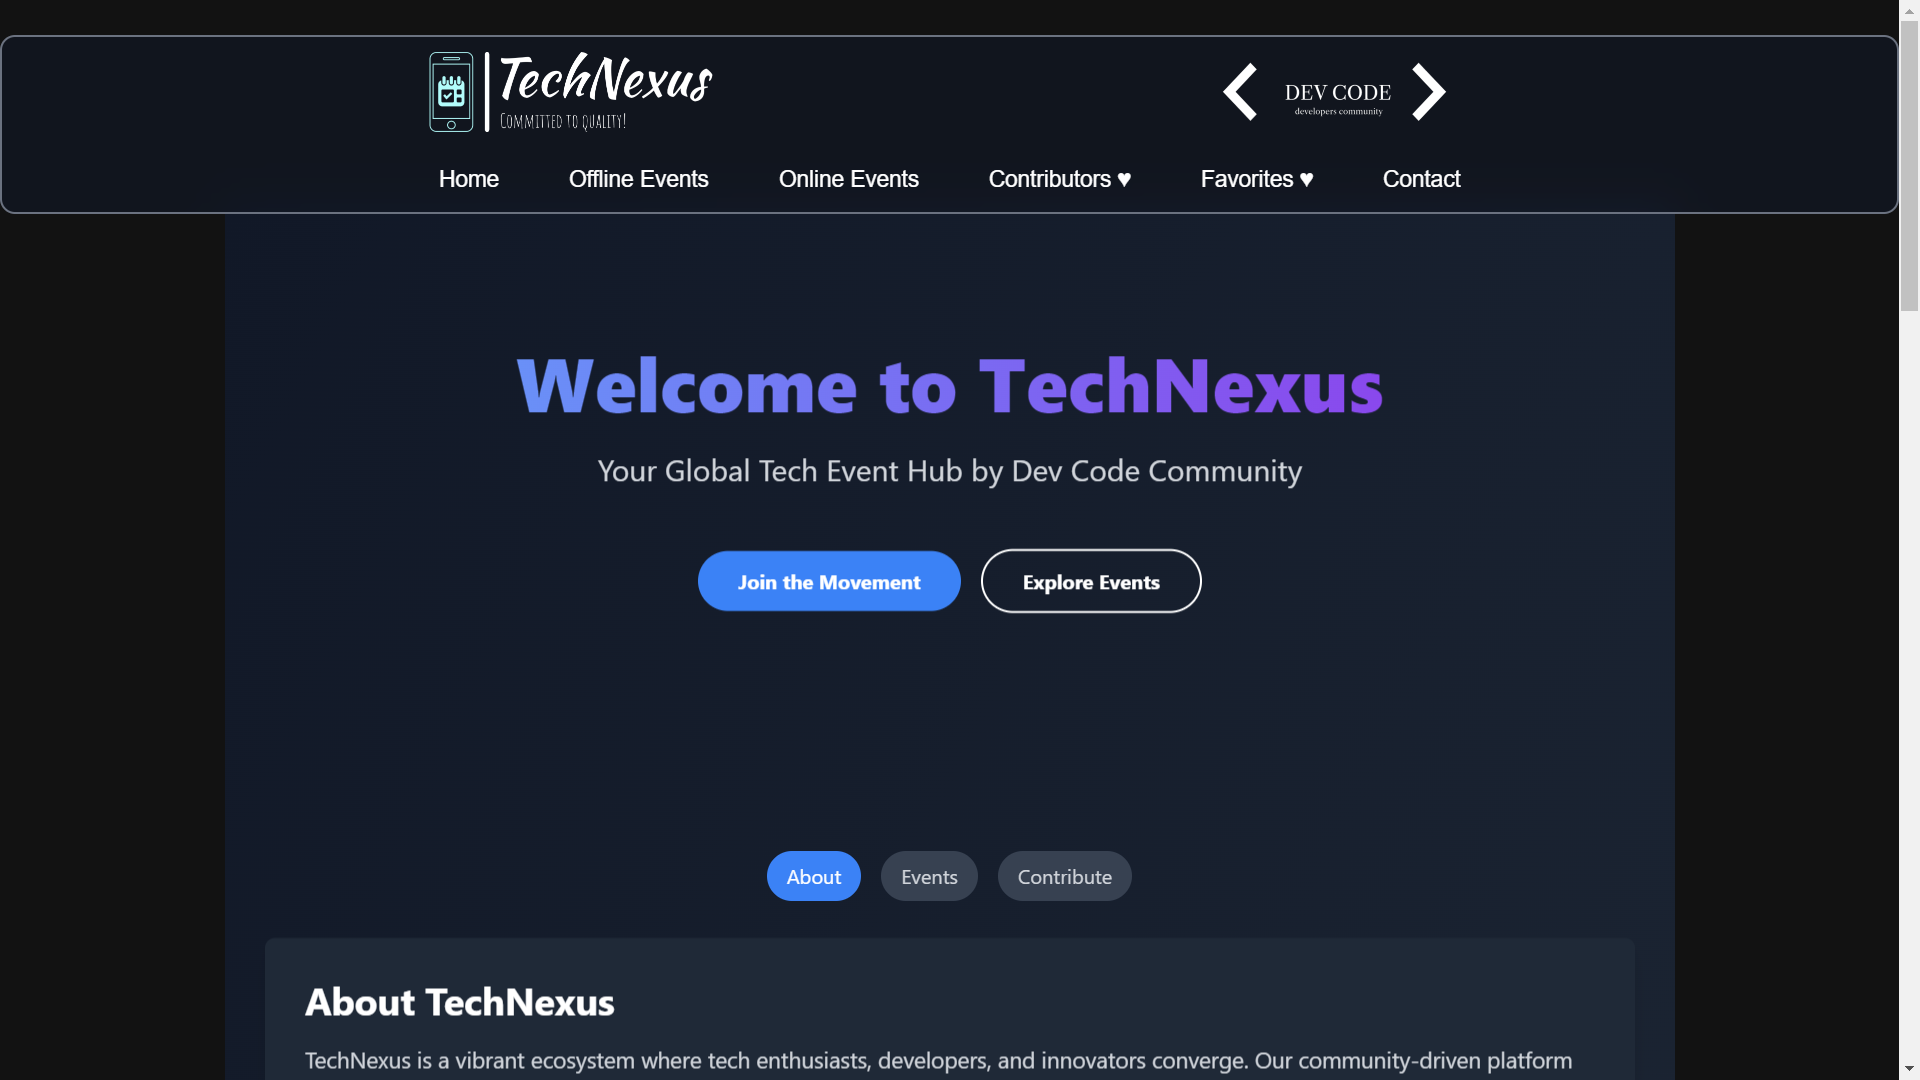 TechNexus
Committed to quality!
DEV CODE
developers community
Home
Offline Events
Online Events
Contributors ♥
Favorites ♥
Contact
Welcome to TechNexus
Your Global Tech Event Hub by Dev Code Community
Join the Movement
Explore Events
About
Events
Contribute
About TechNexus
TechNexus is a vibrant ecosystem where tech enthusiasts, developers, and innovators converge. Our community-driven platform